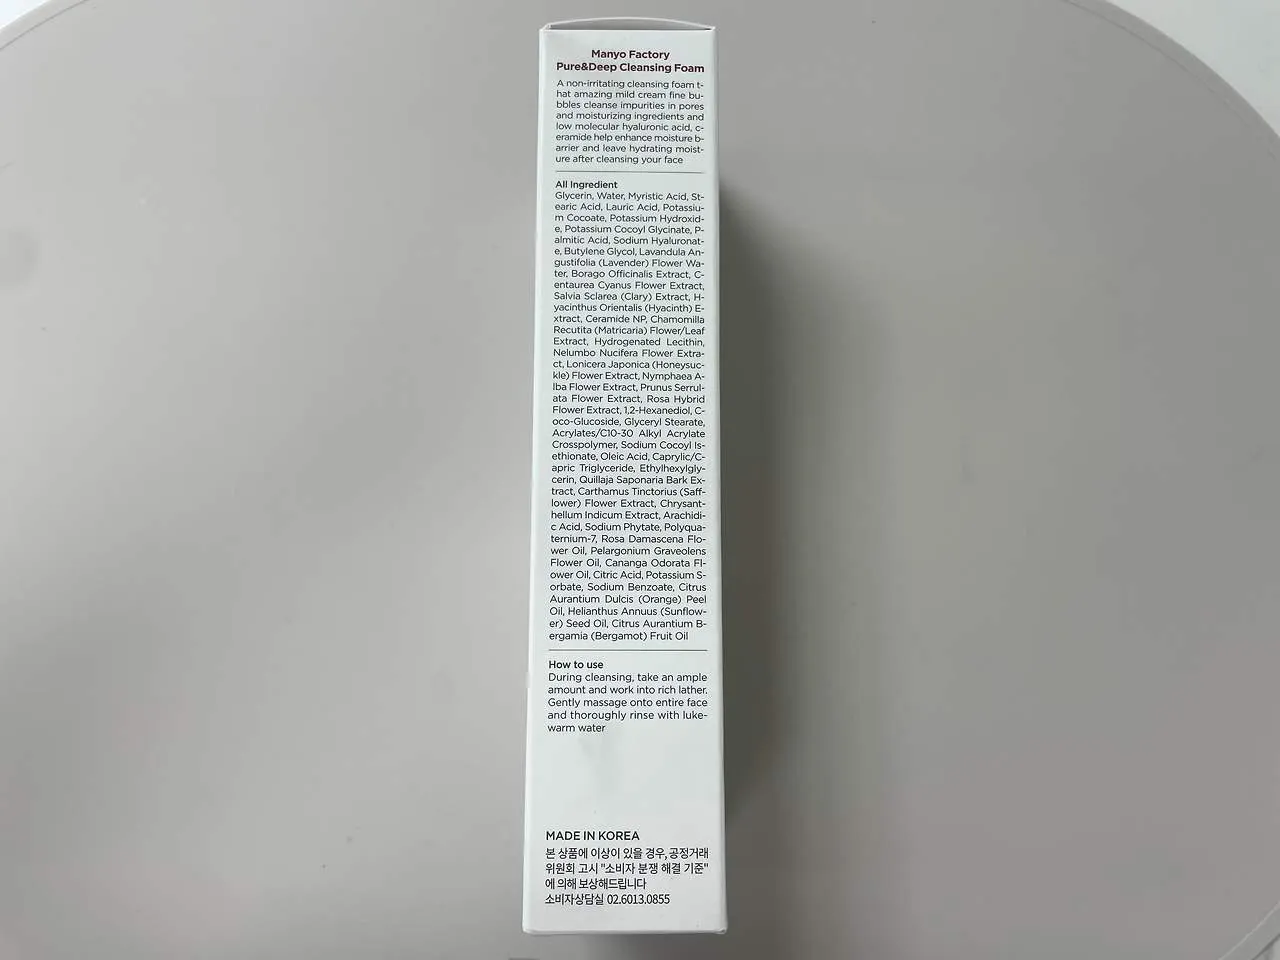 Manyo Factory
Pure&Deep Cleansing Foam
A non-irritating cleansing foam t-
hat amazing mild cream fine bu-
bbles cleanse impurities in pores
and moisturizing ingredients and
low molecular hyaluronic acid, c-
eramide help enhance moisture b-
arrier and leave hydrating moist-
ure after cleansing your face
All Ingredient
Glycerin, Water, Myristic Acid, St-
earic Acid, Lauric Acid, Potassiu-
m Cocoate, Potassium Hydroxid-
e, Potassium Cocoyl Glycinate, P-
almitic Acid, Sodium Hyaluronat-
e, Butylene Glycol, Lavandula An-
gustifolia (Lavender) Flower Wa-
ter, Borago Officinalis Extract, C-
entaurea Cyanus Flower Extract,
Salvia Sclarea (Clary) Extract, H-
yacinthus Orientalis (Hyacinth) E-
xtract, Ceramide NP, Chamomilla
Recutita (Matricaria) Flower/Leaf
Extract, Hydrogenated Lecithin,
Nelumbo Nucifera Flower Extra-
ct, Lonicera Japonica (Honeysuc-
kle) Flower Extract, Nymphaea A-
lba Flower Extract, Prunus Serrul-
ata Flower Extract, Rosa Hybrid
Flower Extract, 1,2-Hexanediol, C-
oco-Glucoside, Glyceryl Stearate,
Acrylates/C10-30 Alkyl Acrylate
Crosspolymer, Sodium Cocoyl Is-
ethionate, Oleic Acid, Caprylic/C-
apric Triglyceride, Ethylhexylgly-
cerin, Quillaja Saponaria Bark Ex-
tract, Carthamus Tinctorius (Saff-
lower) Flower Extract, Chrysant-
hellum Indicum Extract, Arachidi-
c Acid, Sodium Phytate, Polyqua-
ternium-7, Rosa Damascena Flo-
wer Oil, Pelargonium Graveolens
Flower Oil, Cananga Odorata Fl-
ower Oil, Citric Acid, Potassium S-
orbate, Sodium Benzoate, Citrus
Aurantium Dulcis (Orange) Peel
Oil, Helianthus Annuus (Sunflow-
er) Seed Oil, Citrus Aurantium B-
ergamia (Bergamot) Fruit Oil
How to use
During cleansing, take an ample
amount and work into rich lather.
Gently massage onto entire face
and thoroughly rinse with luke-
warm water
MADE IN KOREA
본 상품에 이상이 있을 경우, 공정거래
위원회 고시 "소비자 분쟁 해결 기준"
에 의해 보상해드립니다
소비자상담실 02.6013.0855